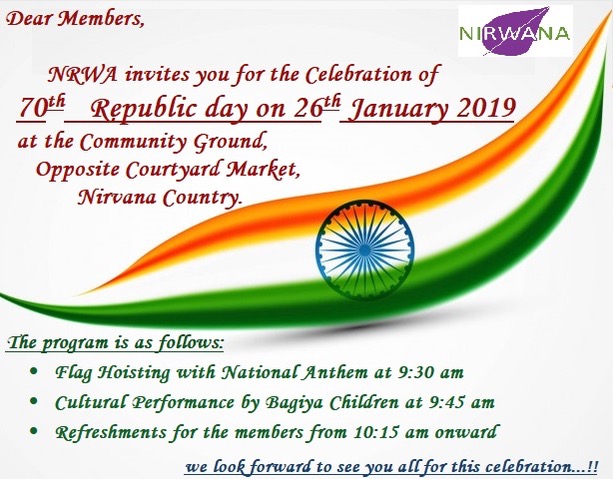 Dear Members,
NIRWANA
NRWA invites you for the Celebration of
70th Republic day on 26th January 2019
at the Community Ground,
Opposite Courtyard Market,
Nirvana Country.
The program is as follows:
• Flag Hoisting with National Anthem at 9:30 am
• Cultural Performance by Bagiya Children at 9:45 am
• Refreshments for the members from 10:15 am onward
we look forward to see you all for this celebration...!!